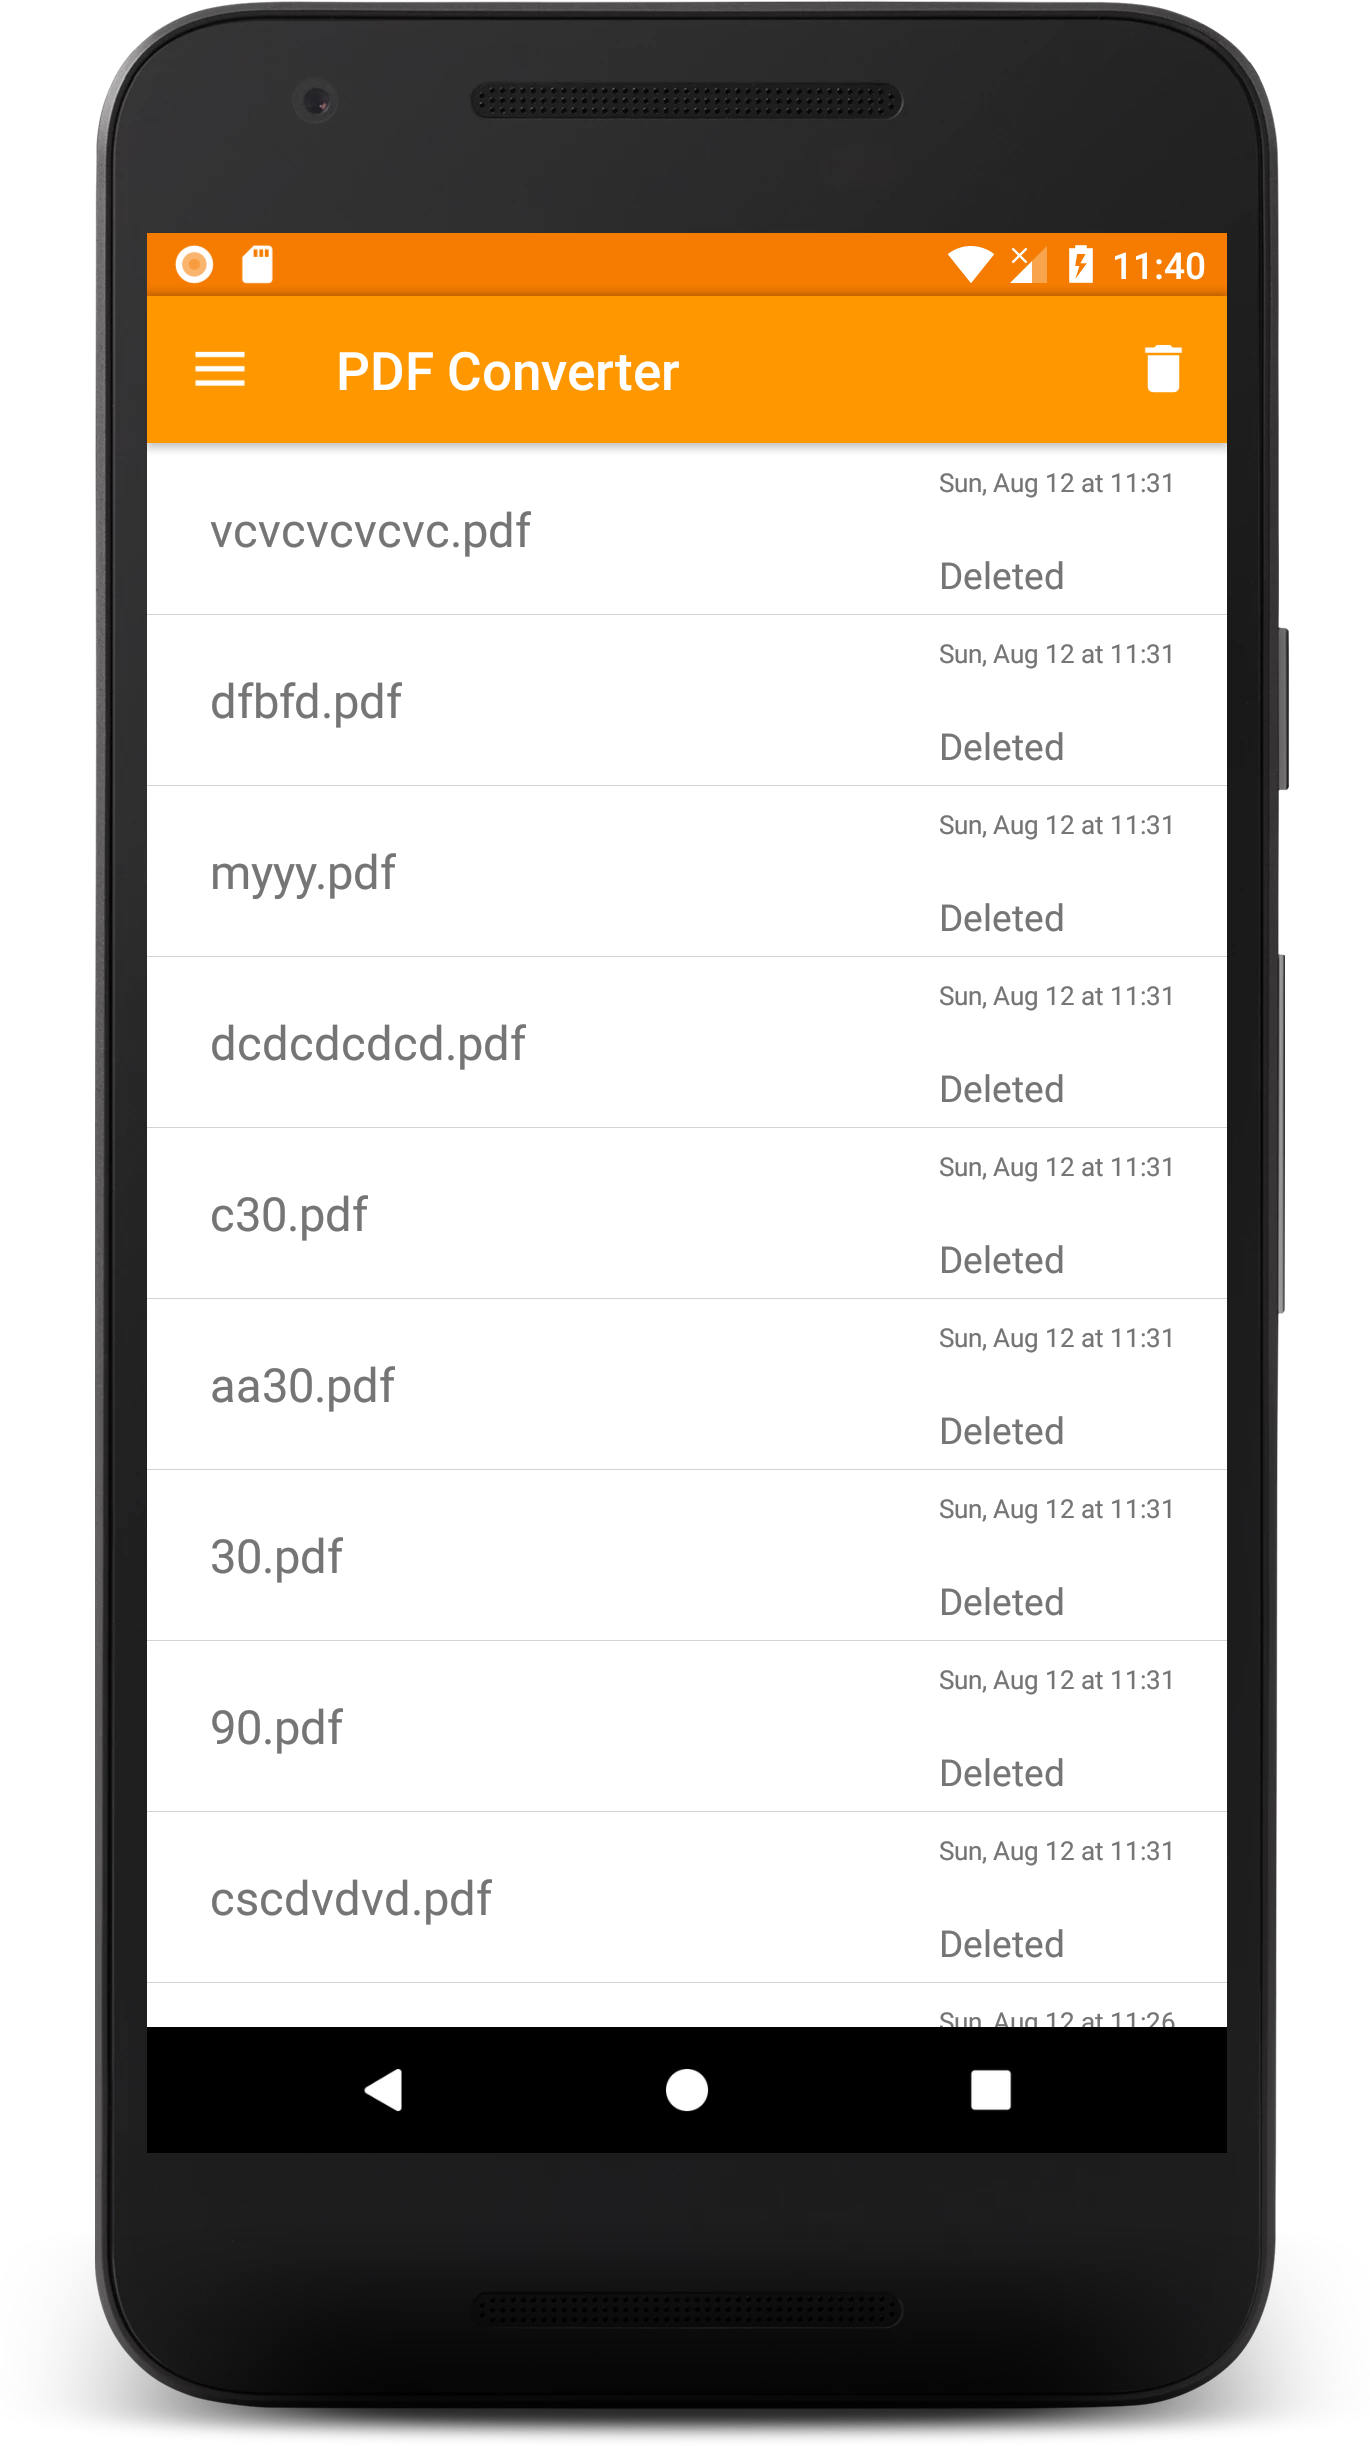 11:40
PDF Converter
Sun, Aug 12 at 11:31
vcvcvcvcvc.pdf
Deleted
Sun, Aug 12 at 11:31
dfbfd.pdf
Deleted
Sun, Aug 12 at 11:31
myyy.pdf
Deleted
Sun, Aug 12 at 11:31
dcdcdcdcd.pdf
Deleted
Sun, Aug 12 at 11:31
c30.pdf
Deleted
Sun, Aug 12 at 11:31
aa30.pdf
Deleted
Sun, Aug 12 at 11:31
30.pdf
Deleted
Sun, Aug 12 at 11:31
90.pdf
Deleted
Sun, Aug 12 at 11:31
cscdvdvd.pdf
Deleted
Sun, Aug 12 at 11:26